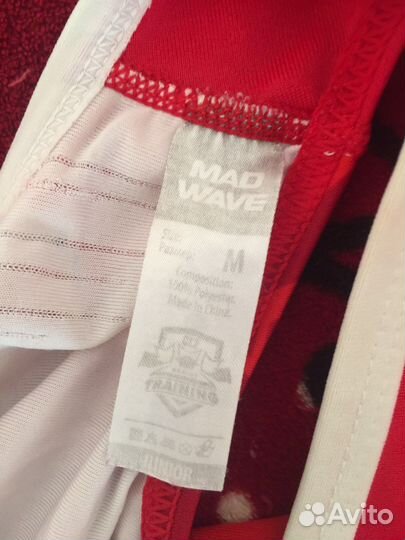 MAD
WAVE
Size:
Размер: M
Composition:
100% Polyester.
Made in China.
TRAINING
JUNIOR
Avito